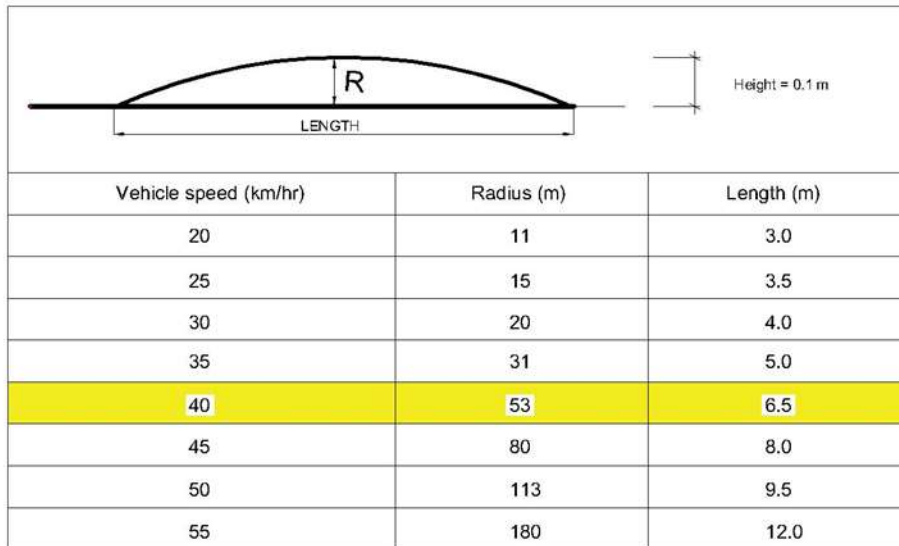 R
Height = 0.1 m
LENGTH
Vehicle speed (km/hr) Radius (m) Length (m)
20 11 3.0
25 15 3.5
30 20 4.0
35 31 5.0
40 53 6.5
45 80 8.0
50 113 9.5
55 180 12.0